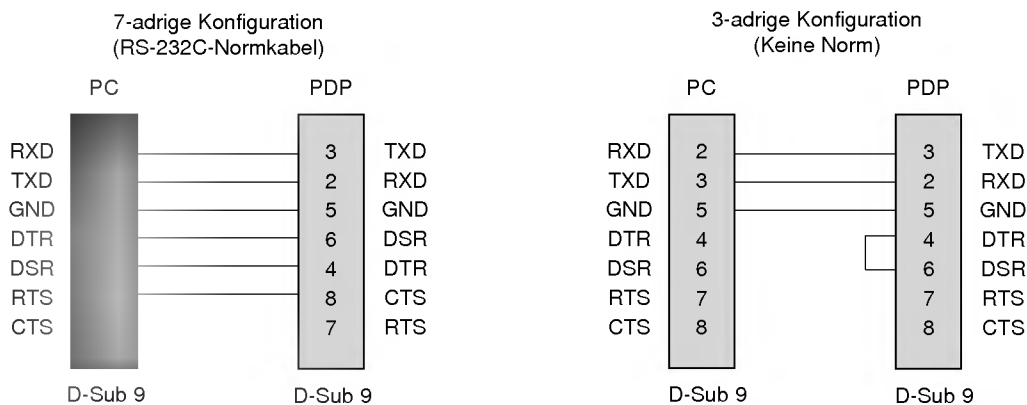 7-adrige Konfiguration
(RS-232C-Normkabel)
PC PDP
RXD 3 TXD
TXD 2 RXD
GND 5 GND
DTR 6 DSR
DSR 4 DTR
RTS 8 CTS
CTS 7 RTS
D-Sub 9 D-Sub 9
3-adrige Konfiguration
(Keine Norm)
PC PDP
RXD 2 3 TXD
TXD 3 2 RXD
GND 5 5 GND
DTR 4 4 DTR
DSR 6 6 DSR
RTS 7 7 RTS
CTS 8 8 CTS
D-Sub 9 D-Sub 9